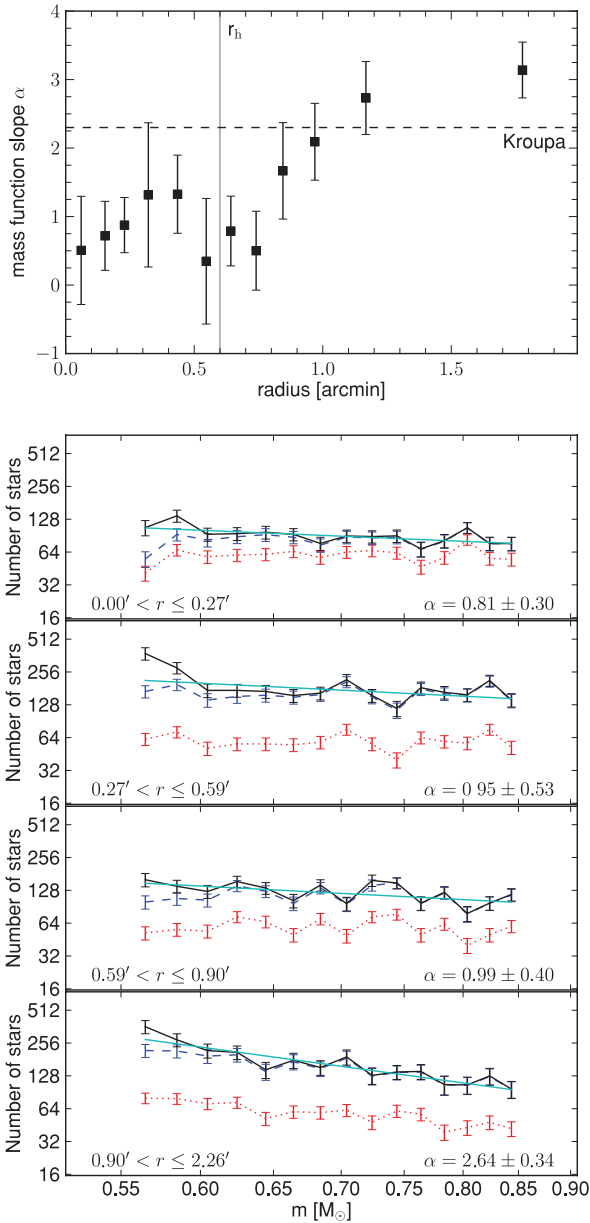 4
3
2
1
0
−1
mass function slope α
r_h
Kroupa
0.0 0.5 1.0 1.5
radius [arcmin]
512
256
128
64
32
16
Number of stars
0.00′ < r ≤ 0.27′ α = 0.81 ± 0.30
512
256
128
64
32
16
Number of stars
0.27′ < r ≤ 0.59′ α = 0 95 ± 0.53
512
256
128
64
32
16
Number of stars
0.59′ < r ≤ 0.90′ α = 0.99 ± 0.40
512
256
128
64
32
16
Number of stars
0.90′ < r ≤ 2.26′ α = 2.64 ± 0.34
0.55 0.60 0.65 0.70 0.75 0.80 0.85 0.90
m [M☉]